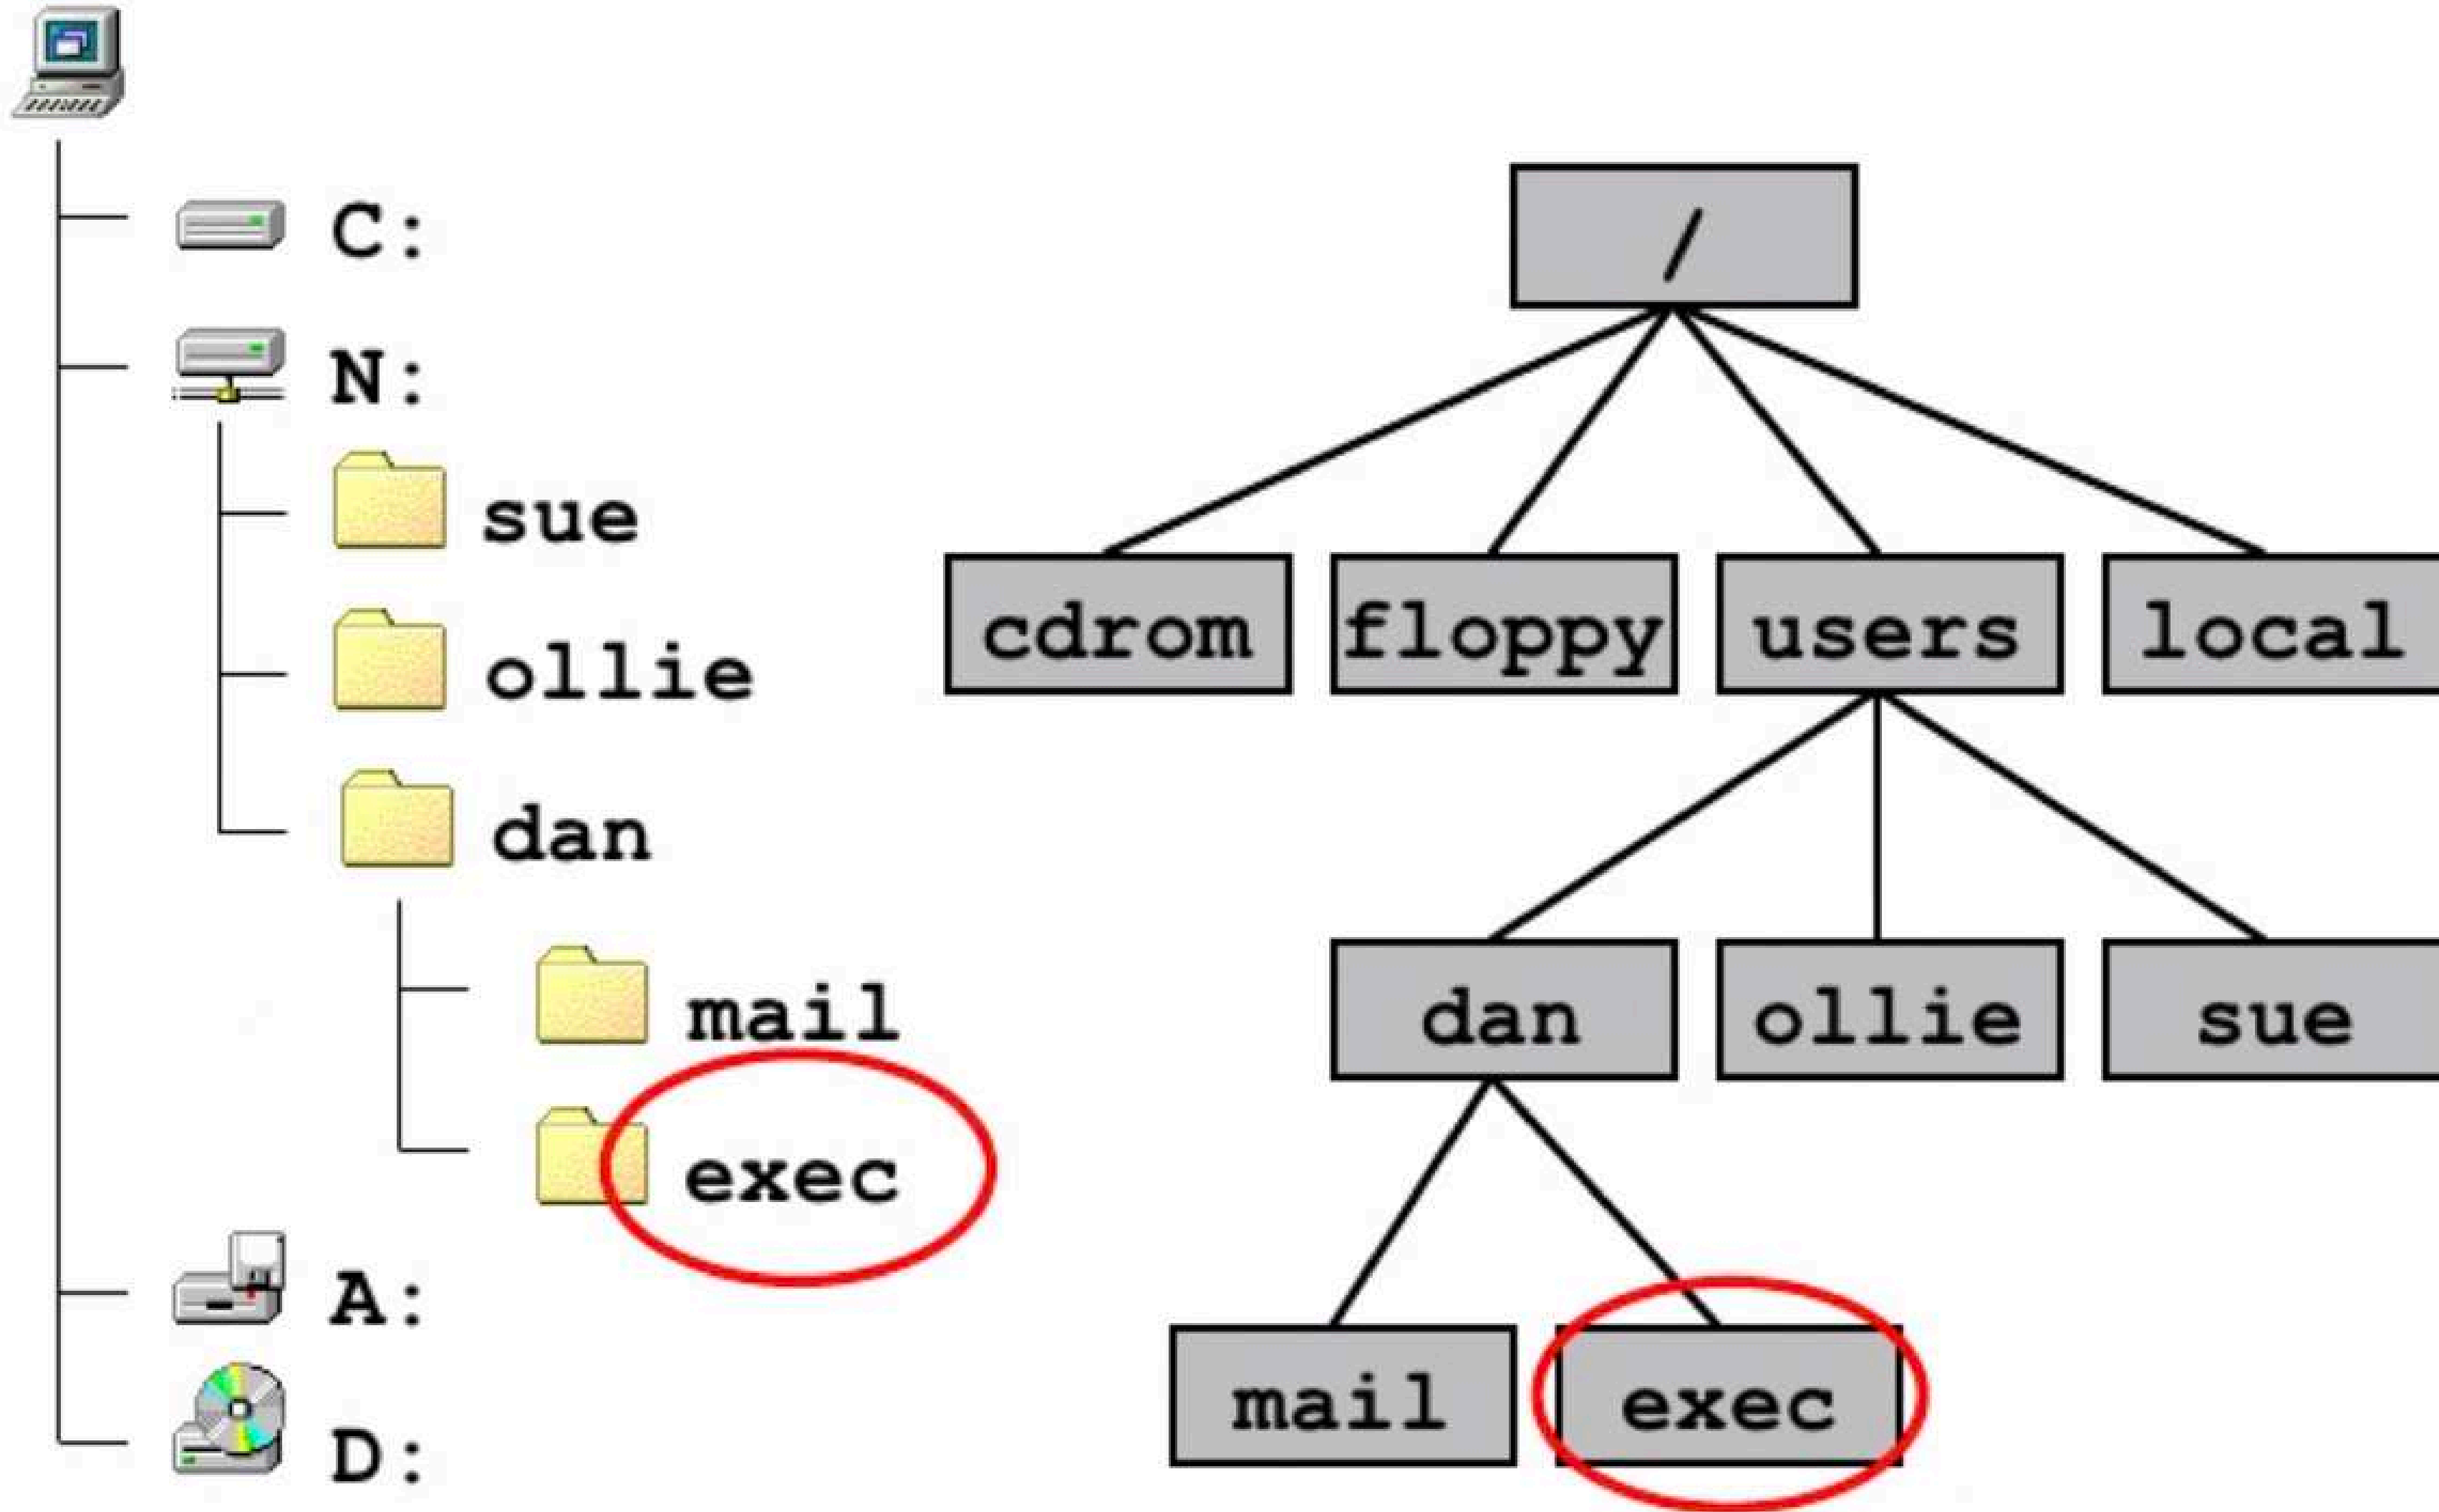 C:
N:
sue
ollie
dan
mail
exec
A:
D:
/
cdrom floppy users local
dan ollie sue
mail exec